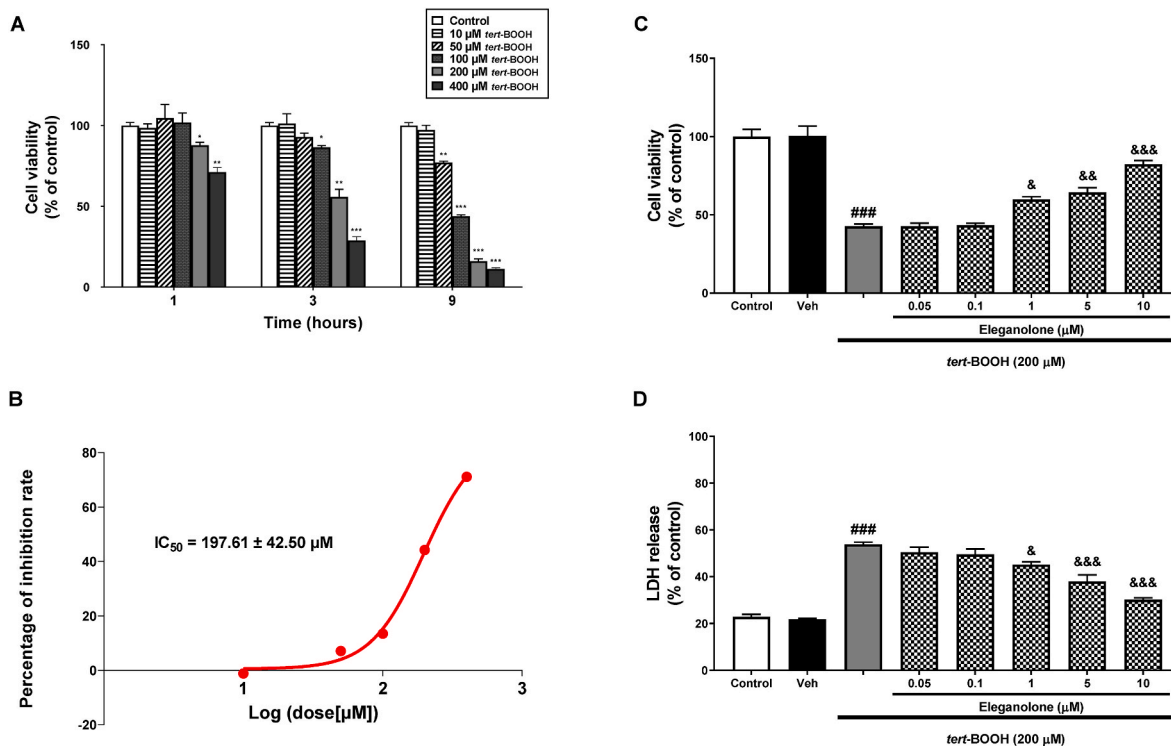 A
Control
10 µM tert-BOOH
50 µM tert-BOOH
100 µM tert-BOOH
200 µM tert-BOOH
400 µM tert-BOOH
Cell viability
(% of control)
150
100
50
0
*
**
*
**
***
**
***
***
***
1 3 9
Time (hours)
B
Percentage of inhibition rate
80
60
40
20
0
-20
IC50 = 197.61 ± 42.50 µM
1 2 3
Log (dose[µM])
C
Cell viability
(% of control)
150
100
50
0
###
&
&&
&&&
Control Veh 0.05 0.1 1 5 10
Eleganolone (µM)
tert-BOOH (200 µM)
D
LDH release
(% of control)
100
80
60
40
20
0
###
&
&&&
&&&
Control Veh 0.05 0.1 1 5 10
Eleganolone (µM)
tert-BOOH (200 µM)